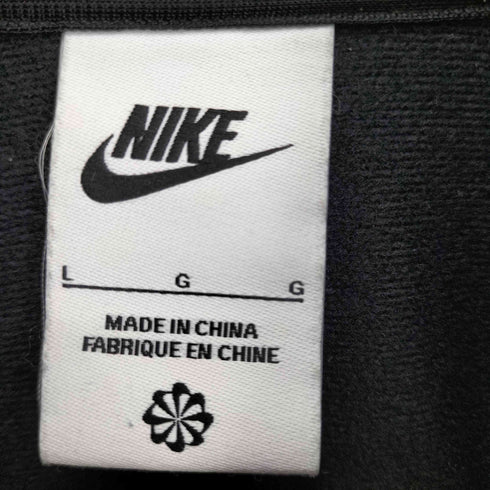 NIKE
L G G
MADE IN CHINA
FABRIQUE EN CHINE